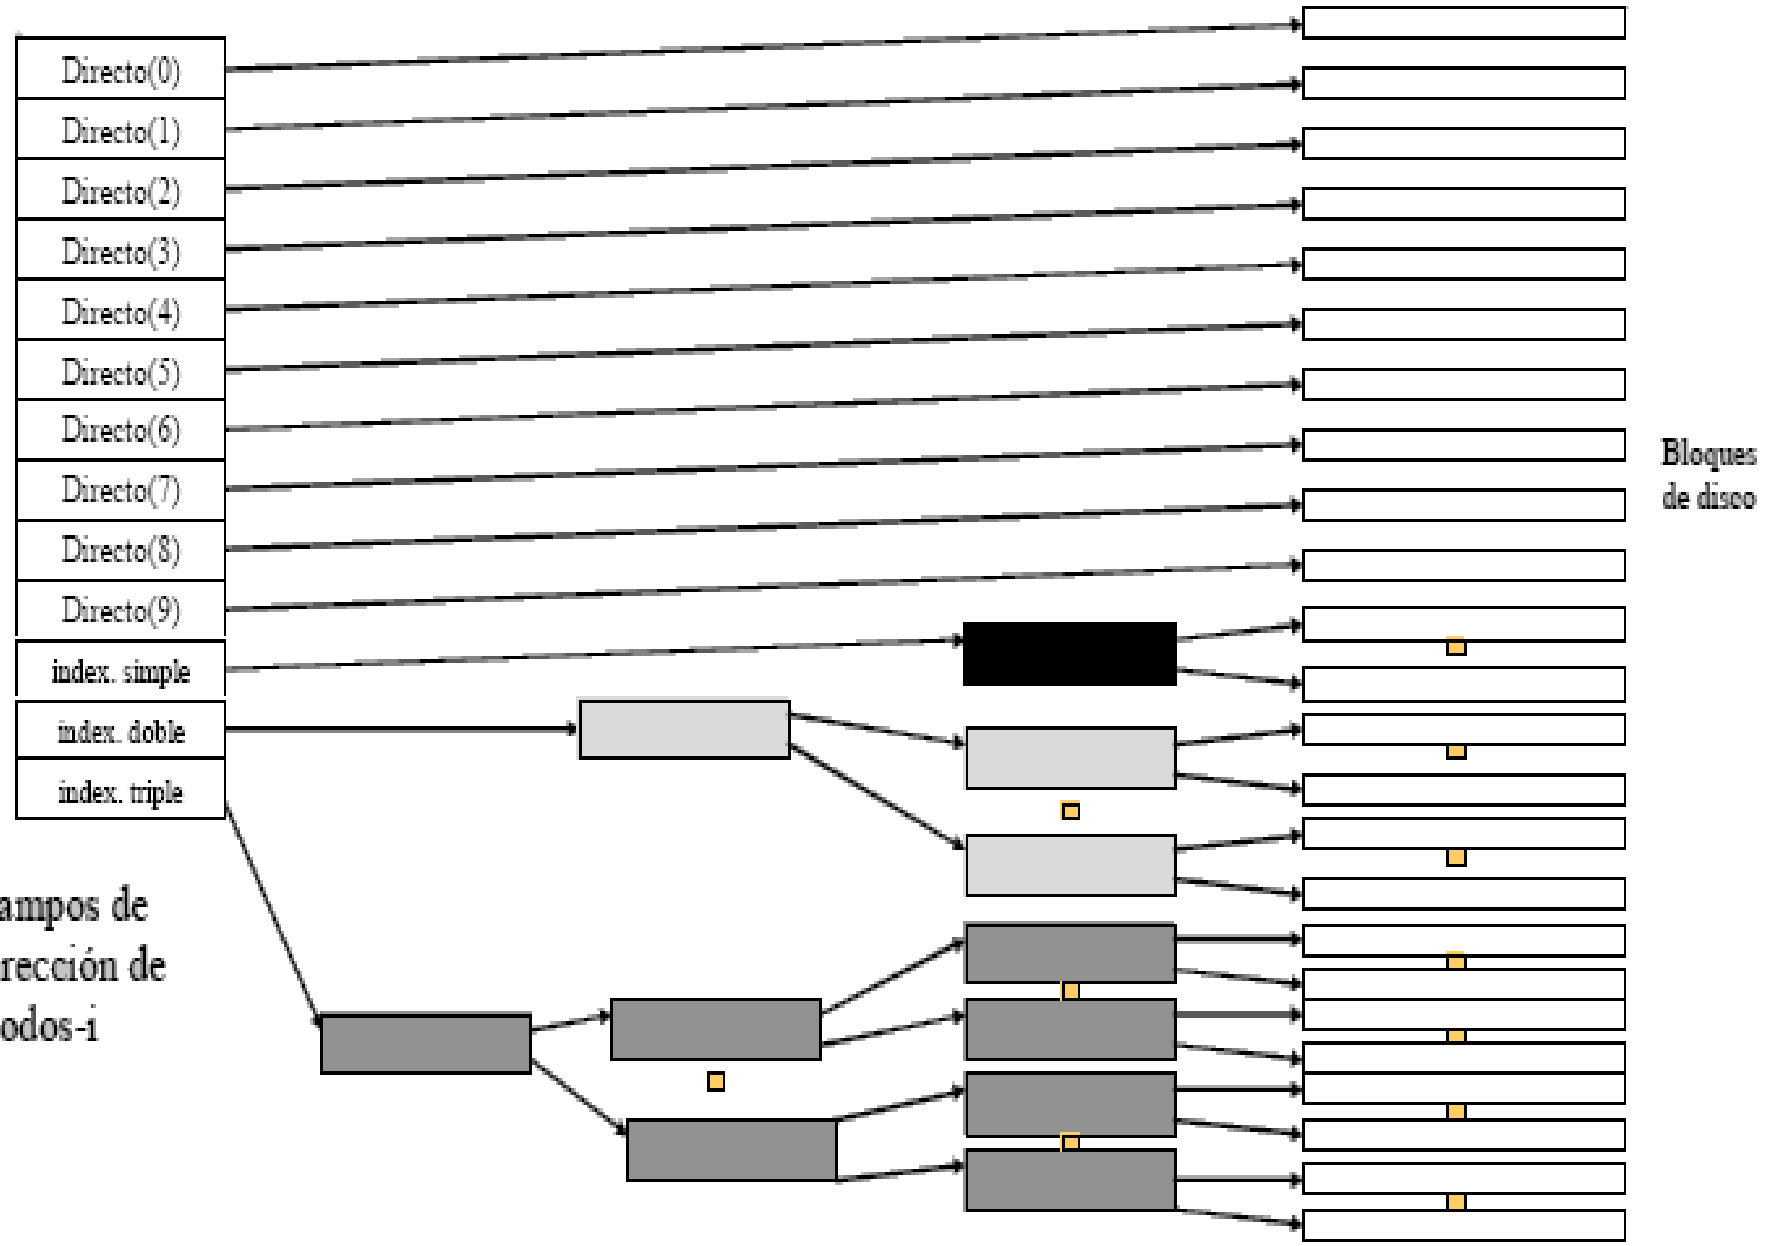 Directo(0)
Directo(1)
Directo(2)
Directo(3)
Directo(4)
Directo(5)
Directo(6)
Directo(7)
Directo(8)
Directo(9)
index. simple
index. doble
index. triple
Bloques
de disco
ampos de
rección de
odos-i